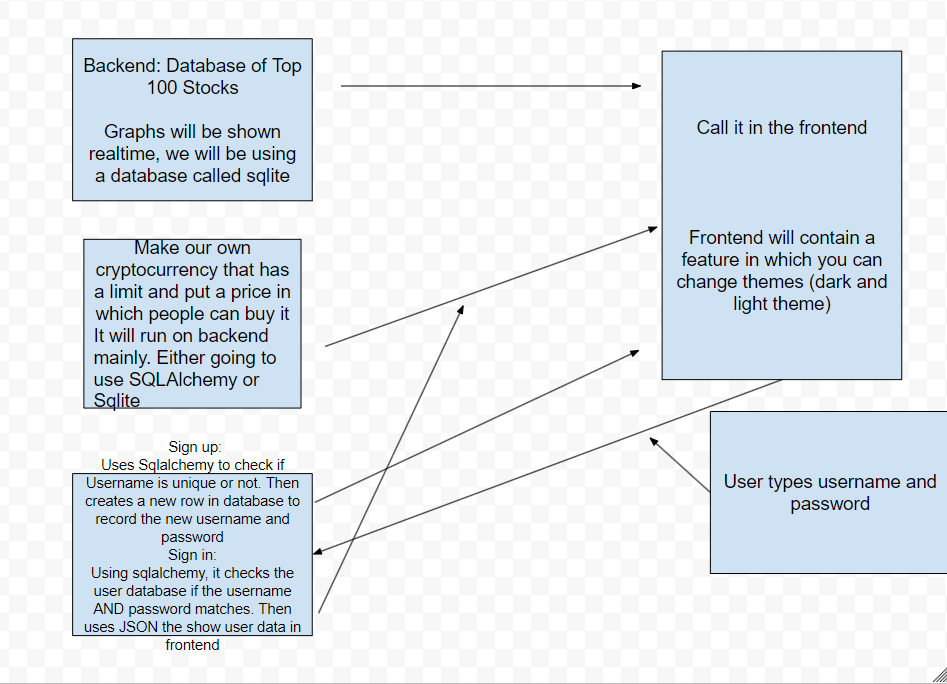 Backend: Database of Top
100 Stocks
Graphs will be shown
realtime, we will be using
a database called sqlite
Call it in the frontend
Frontend will contain a
feature in which you can
change themes (dark and
light theme)
Make our own
cryptocurrency that has
a limit and put a price in
which people can buy it
It will run on backend
mainly. Either going to
use SQLAlchemy or
Sqlite
Sign up:
Uses Sqlalchemy to check if
Username is unique or not. Then
creates a new row in database to
record the new username and
password
Sign in:
Using sqlalchemy, it checks the
user database if the username
AND password matches. Then
uses JSON the show user data in
frontend
User types username and
password